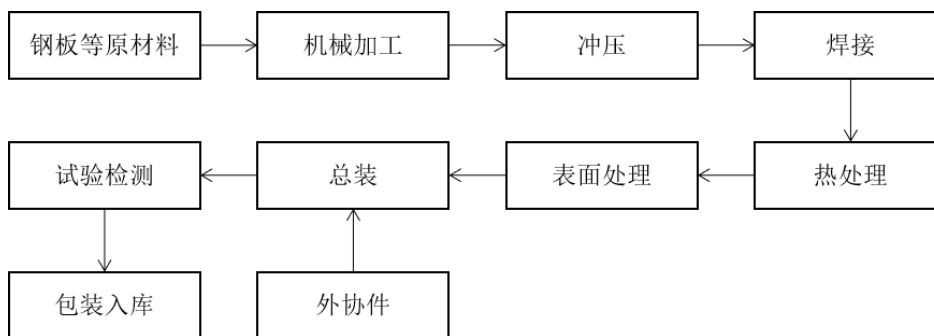 钢板等原材料
机械加工
冲压
焊接
热处理
表面处理
总装
试验检测
包装入库
外协件